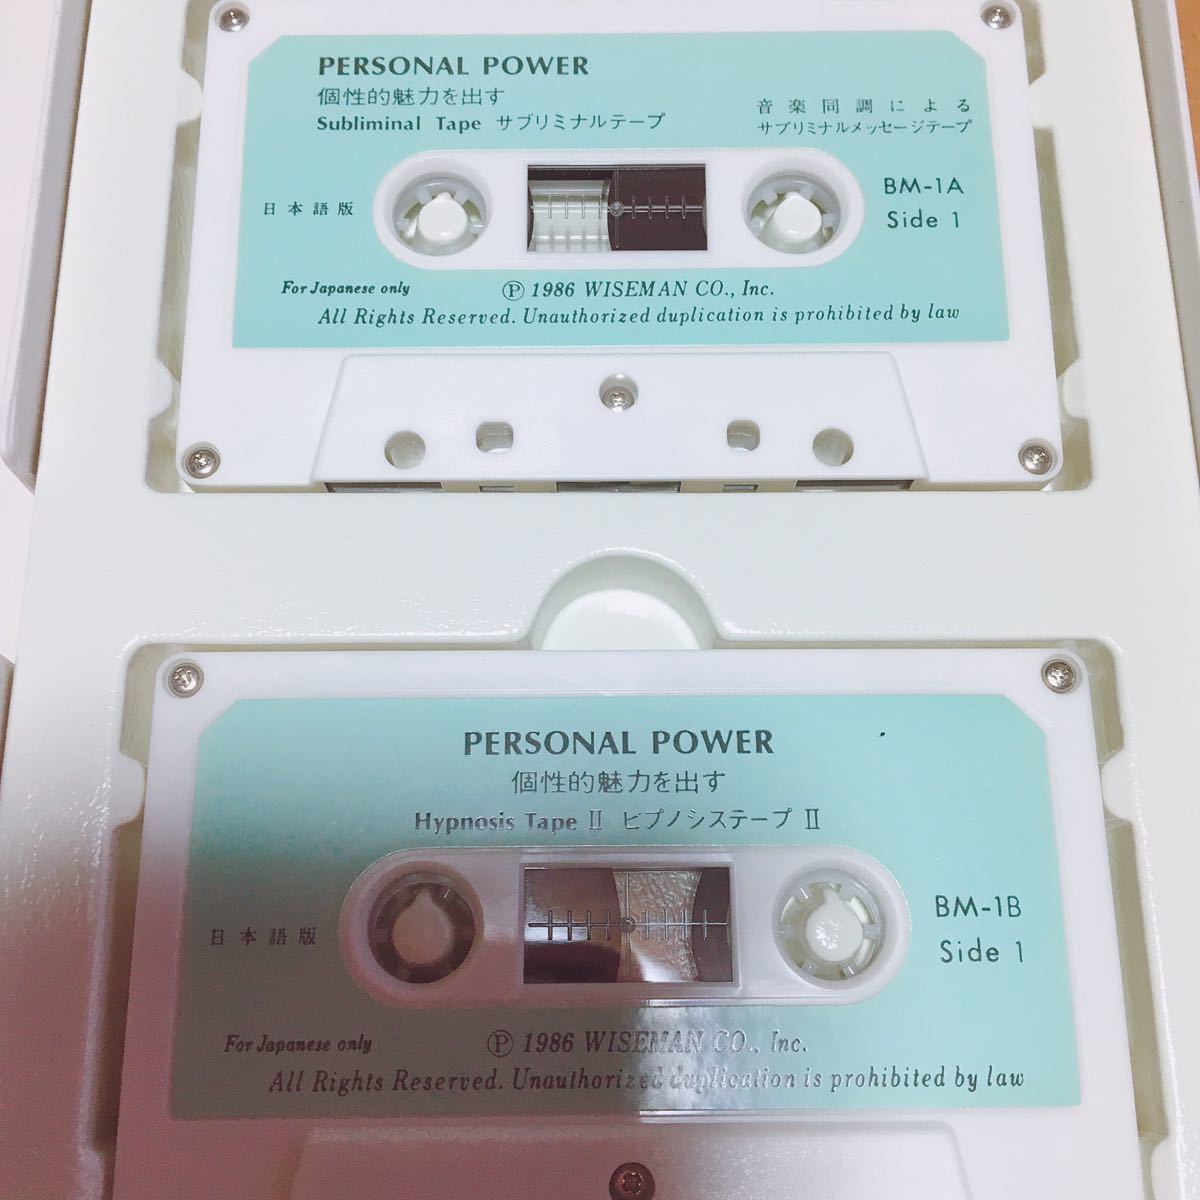 PERSONAL POWER
個性的魅力を出す
Subliminal Tape サブリミナルテープ
音楽同調による
サブリミナルメッセージテープ
日本語版
BM-1A
Side 1
For Japanese only
Ⓟ 1986 WISEMAN CO., Inc.
All Rights Reserved. Unauthorized duplication is prohibited by law
PERSONAL POWER
個性的魅力を出す
Hypnosis Tape Ⅱ ヒプノシステープ Ⅱ
日本語版
BM-1B
Side 1
For Japanese only
Ⓟ 1986 WISEMAN CO., Inc.
All Rights Reserved. Unauthorized duplication is prohibited by law